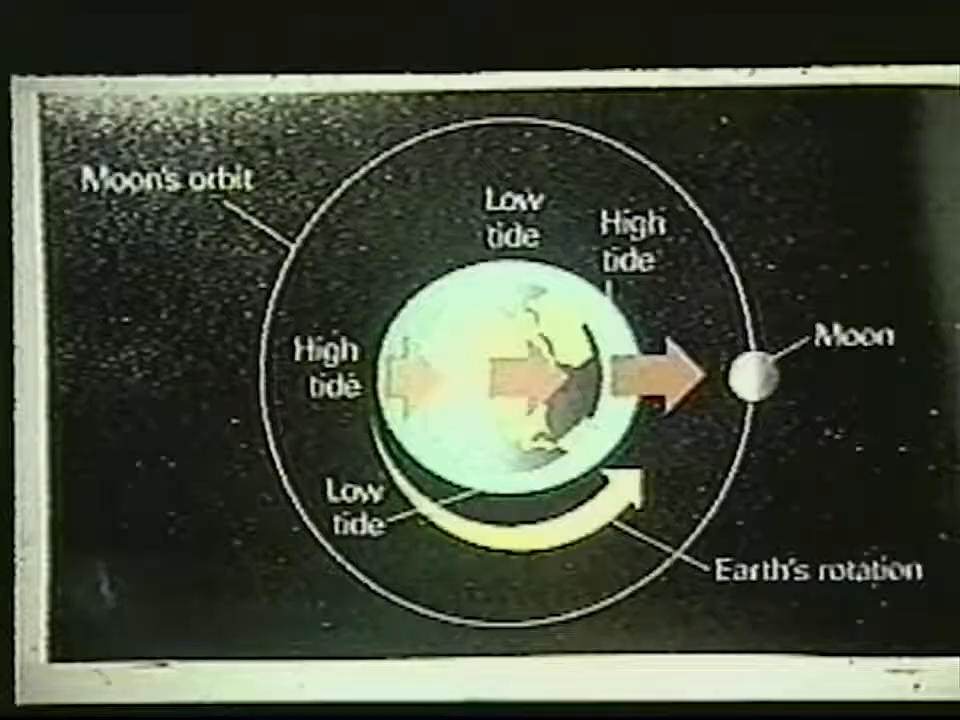 Moon's orbit
Low
tide
High
tide
High
tide
Moon
Low
tide
Earth's rotation